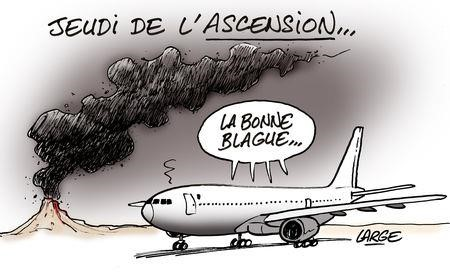 JEUDI DE L'ASCENSION...
LA BONNE
BLAGUE...
LARGE